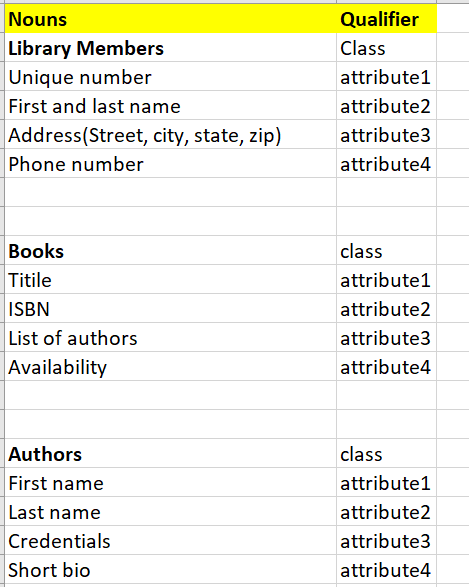 Nouns Qualifier
Library Members Class
Unique number attribute1
First and last name attribute2
Address(Street, city, state, zip) attribute3
Phone number attribute4
Books class
Titile attribute1
ISBN attribute2
List of authors attribute3
Availability attribute4
Authors class
First name attribute1
Last name attribute2
Credentials attribute3
Short bio attribute4